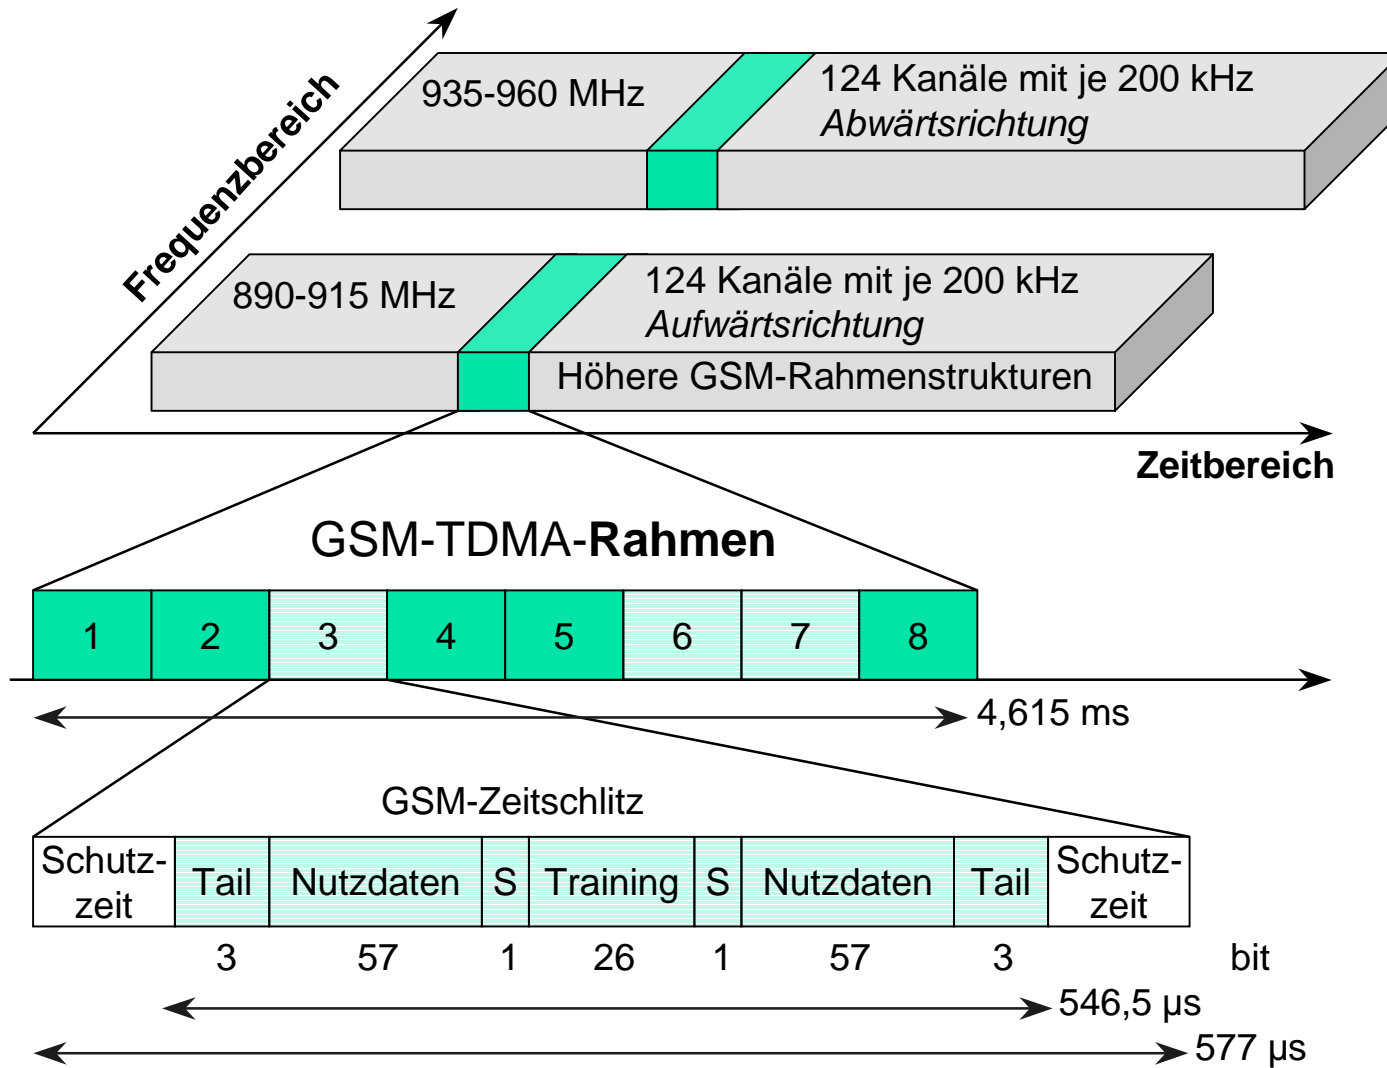 Frequenzbereich
935-960 MHz
124 Kanäle mit je 200 kHz
Abwärtsrichtung
890-915 MHz
124 Kanäle mit je 200 kHz
Aufwärtsrichtung
Höhere GSM-Rahmenstrukturen
Zeitbereich
GSM-TDMA-Rahmen
1 2 3 4 5 6 7 8
4,615 ms
GSM-Zeitschlitz
Schutz-
zeit
Tail Nutzdaten S Training S Nutzdaten Tail
Schutz-
zeit
3 57 1 26 1 57 3 bit
546,5 µs
577 µs